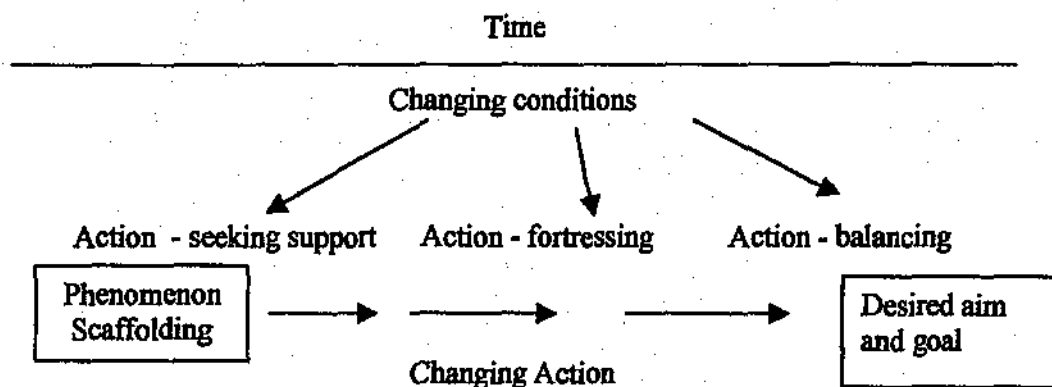 Time
Changing conditions
Action - seeking support Action - fortressing Action - balancing
Phenomenon
Scaffolding
Desired aim
and goal
Changing Action